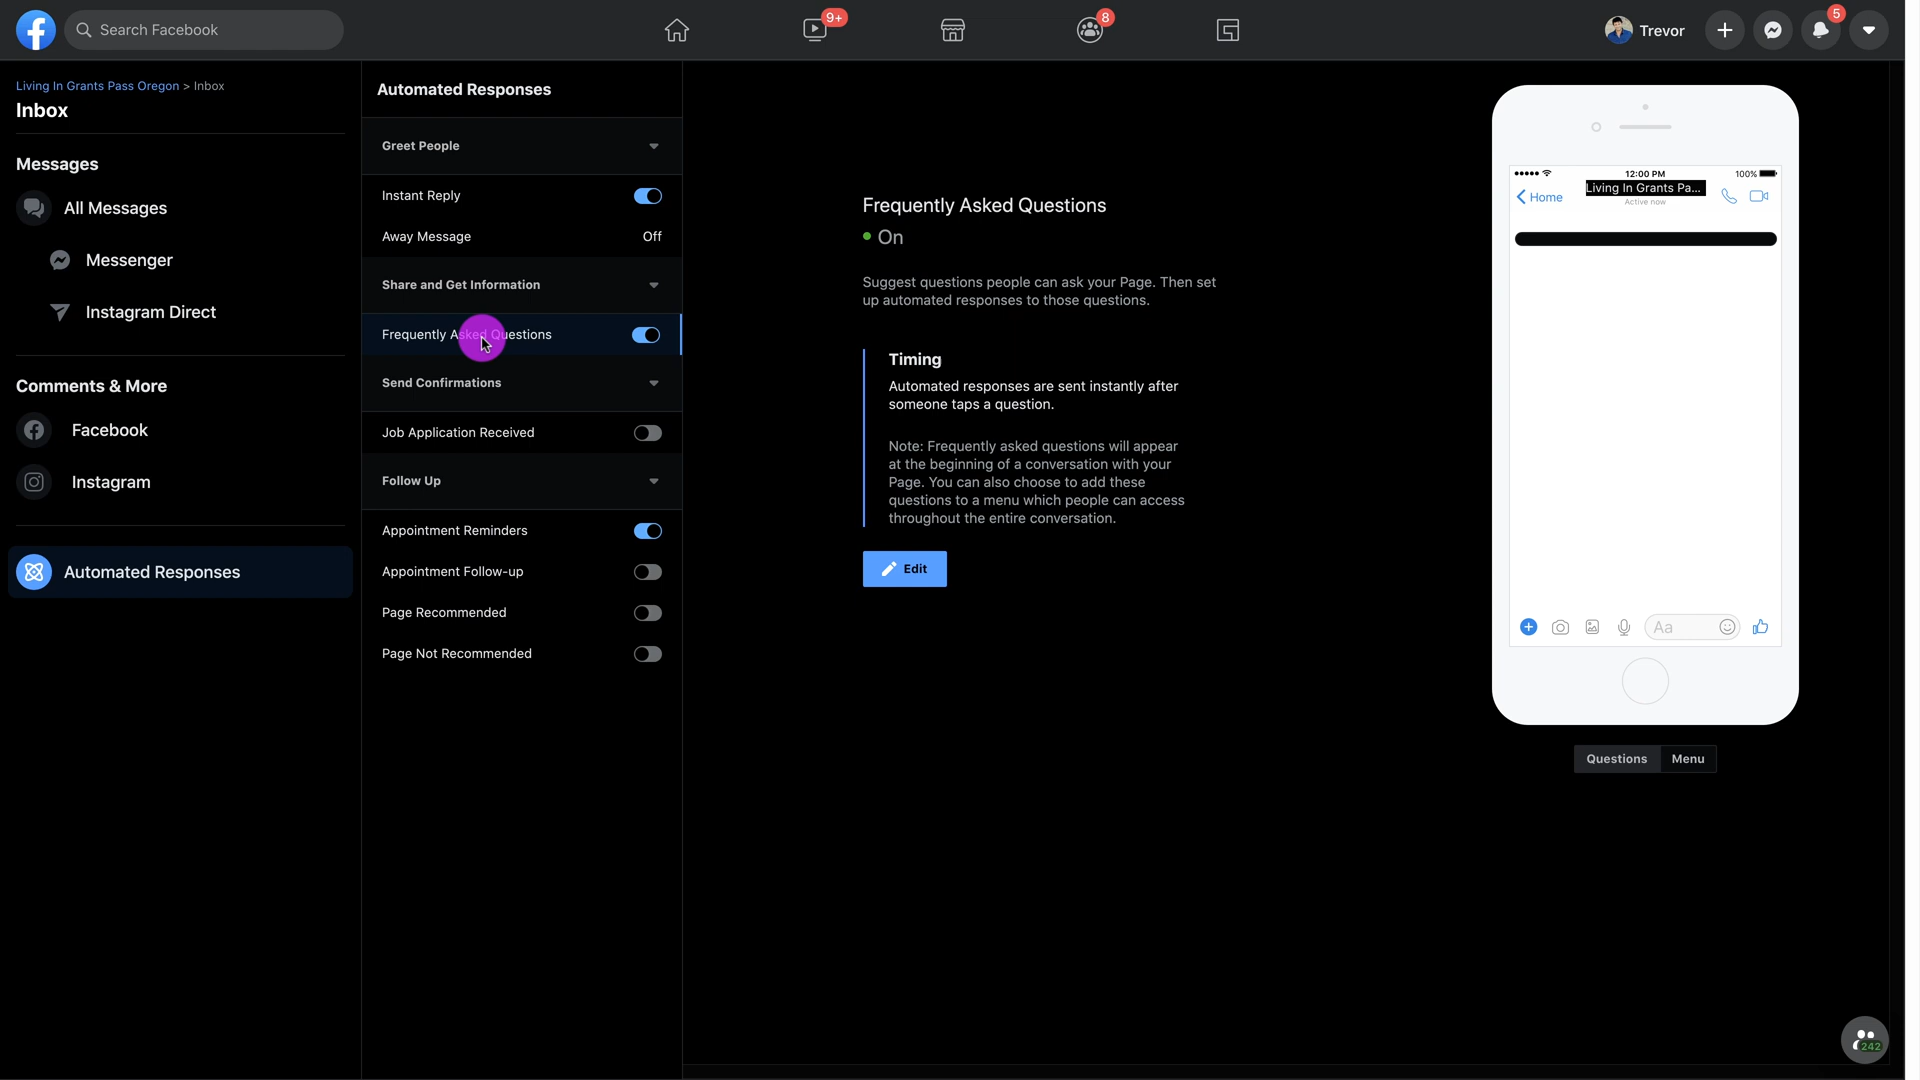 Search Facebook
9+
8
Trevor
5
Living In Grants Pass Oregon > Inbox
Inbox
Messages
All Messages
Messenger
Instagram Direct
Comments & More
Facebook
Instagram
Automated Responses
Automated Responses
Greet People
Instant Reply
Away Message Off
Share and Get Information
Frequently Asked Questions
Send Confirmations
Job Application Received
Follow Up
Appointment Reminders
Appointment Follow-up
Page Recommended
Page Not Recommended
Frequently Asked Questions
On
Suggest questions people can ask your Page. Then set
up automated responses to those questions.
Timing
Automated responses are sent instantly after
someone taps a question.
Note: Frequently asked questions will appear
at the beginning of a conversation with your
Page. You can also choose to add these
questions to a menu which people can access
throughout the entire conversation.
Edit
12:00 PM 100%
Home Living In Grants Pa...
Active now
Aa
Questions Menu
242